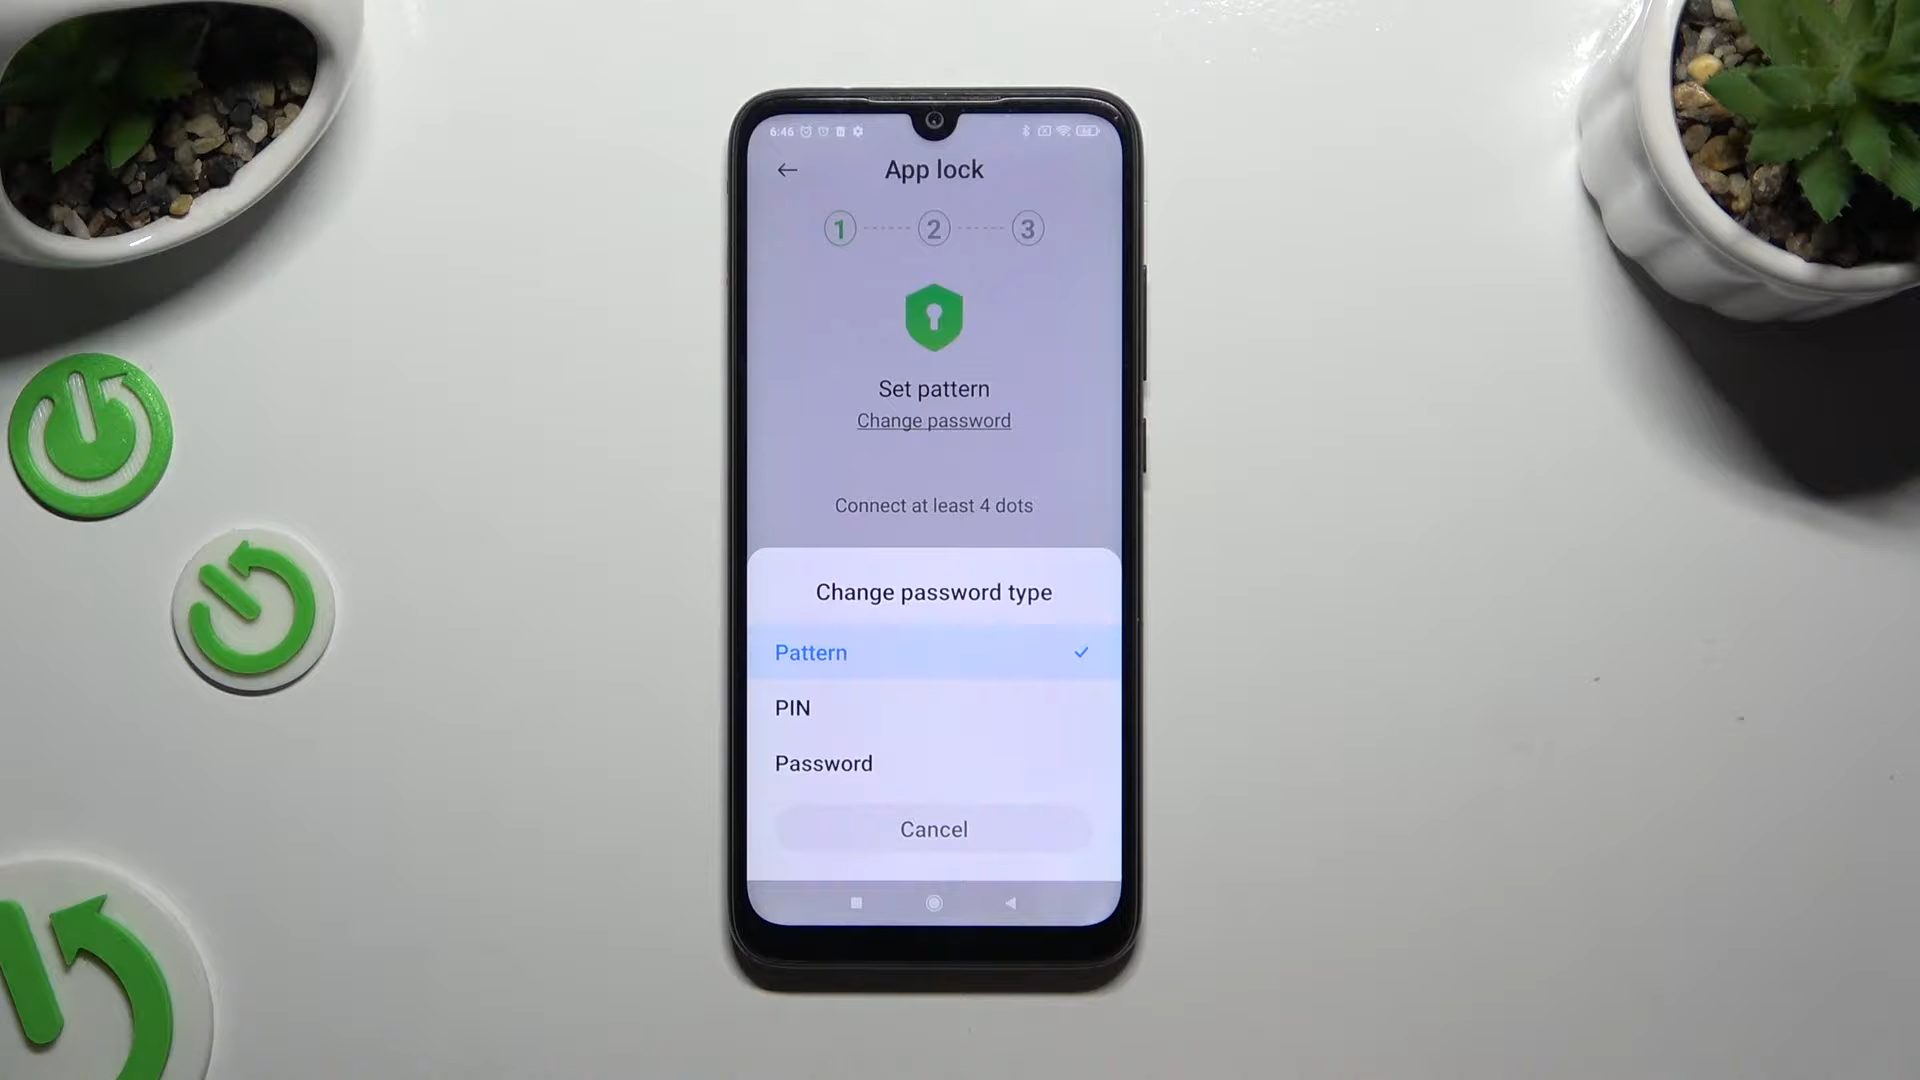 6:46
App lock
1 2 3
Set pattern
Change password
Connect at least 4 dots
Change password type
Pattern
PIN
Password
Cancel